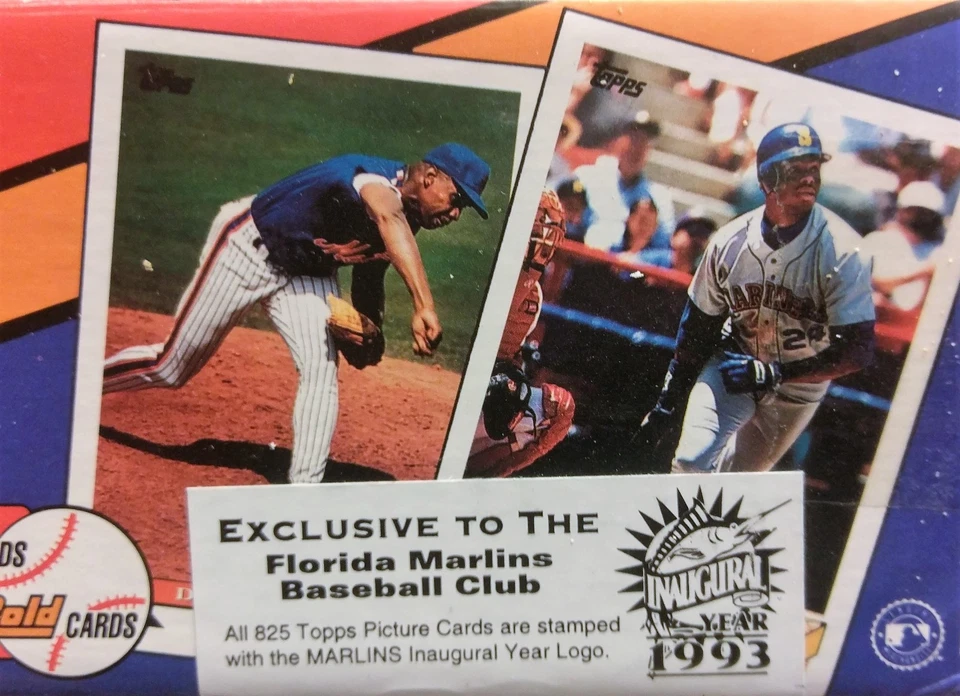 Topps
Topps
MARINERS
24
DS
Gold
CARDS
D
EXCLUSIVE TO THE
Florida Marlins
Baseball Club
All 825 Topps Picture Cards are stamped
with the MARLINS Inaugural Year Logo.
INAUGURAL
YEAR
1993